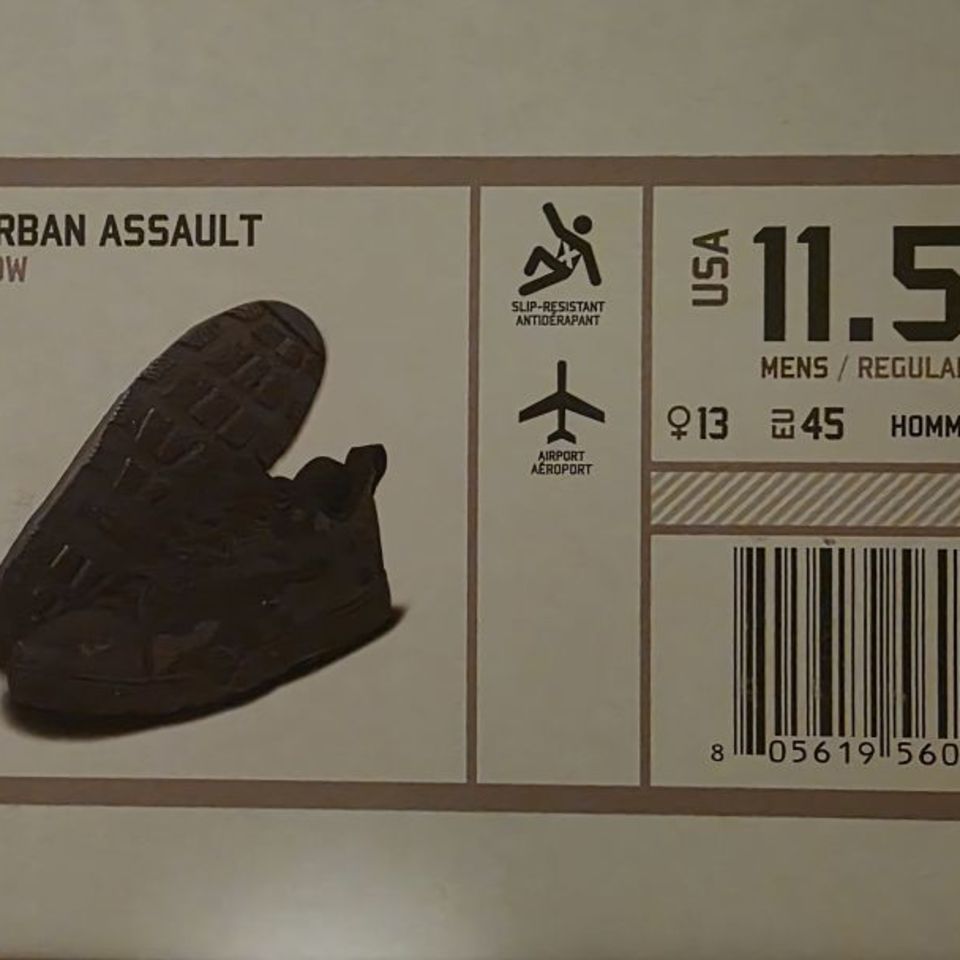 RBAN ASSAULT
OW
SLIP-RESISTANT
ANTIDÉRAPANT
AIRPORT
AÉROPORT
USA 11.5
MENS / REGULAR
♀13 EU 45 HOMM
8 05619 560